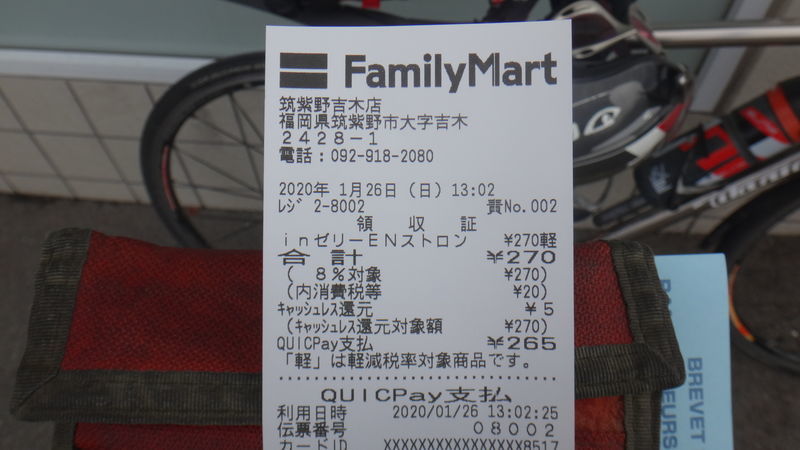 FamilyMart
筑紫野吉木店
福岡県筑紫野市大字吉木
2428-1
電話:092-918-2080
2020年 1月26日(日)13:02
レジ 2-8002 責No.002
領 収 証
inゼリーENストロン ¥270軽
合 計 ¥270
( 8%対象 ¥270)
(内消費税等 ¥20)
キャッシュレス還元 ¥ 5
(キャッシュレス還元対象額 ¥270)
QUICPay支払 ¥265
「軽」は軽減税率対象商品です。
QUICPay支払
利用日時 2020/01/26 13:02:25
伝票番号 08002
カードID XXXXXXXXXXXXXXXX8517
BREVET